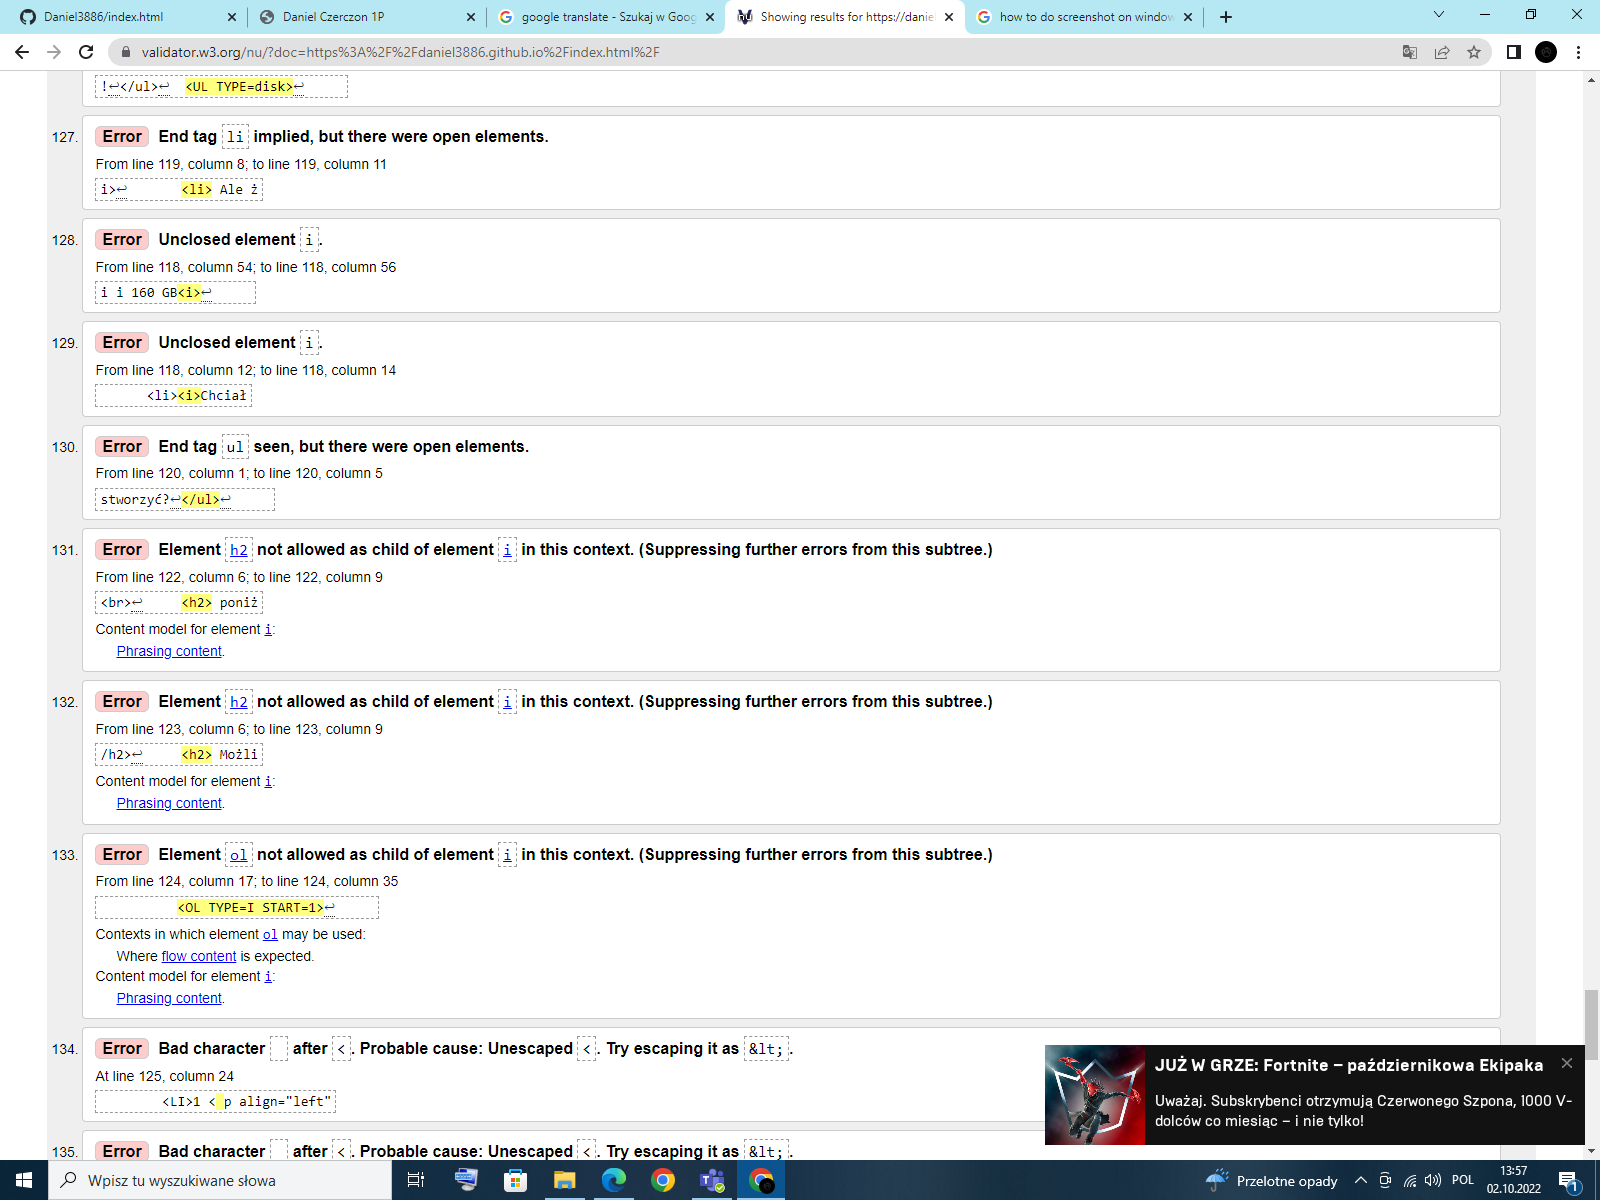 Daniel3886/index.html
Daniel Czerczon 1P
google translate - Szukaj w Goog
Showing results for https://daniel
how to do screenshot on window
validator.w3.org/nu/?doc=https%3A%2F%2Fdaniel3886.github.io%2Findex.html%2F
!↩</ul>↩ <UL TYPE=disk>↩
127. Error End tag li implied, but there were open elements.
From line 119, column 8; to line 119, column 11
i>↩ <li> Ale ż
128. Error Unclosed element i.
From line 118, column 54; to line 118, column 56
i i 160 GB<i>↩
129. Error Unclosed element i.
From line 118, column 12; to line 118, column 14
<li><i>Chciał
130. Error End tag ul seen, but there were open elements.
From line 120, column 1; to line 120, column 5
stworzyć?↩</ul>↩
131. Error Element h2 not allowed as child of element i in this context. (Suppressing further errors from this subtree.)
From line 122, column 6; to line 122, column 9
<br>↩ <h2> poniż
Content model for element i:
Phrasing content.
132. Error Element h2 not allowed as child of element i in this context. (Suppressing further errors from this subtree.)
From line 123, column 6; to line 123, column 9
/h2>↩ <h2> Możli
Content model for element i:
Phrasing content.
133. Error Element ol not allowed as child of element i in this context. (Suppressing further errors from this subtree.)
From line 124, column 17; to line 124, column 35
<OL TYPE=I START=1>↩
Contexts in which element ol may be used:
Where flow content is expected.
Content model for element i:
Phrasing content.
134. Error Bad character after <. Probable cause: Unescaped <. Try escaping it as &lt;.
At line 125, column 24
<LI>1 < p align="left"
135. Error Bad character after <. Probable cause: Unescaped <. Try escaping it as &lt;.
JUŻ W GRZE: Fortnite – październikowa Ekipaka
Uważaj. Subskrybenci otrzymują Czerwonego Szpona, 1000 V-
dolców co miesiąc – i nie tylko!
Wpisz tu wyszukiwane słowa
Przelotne opady
POL
13:57
02.10.2022
1